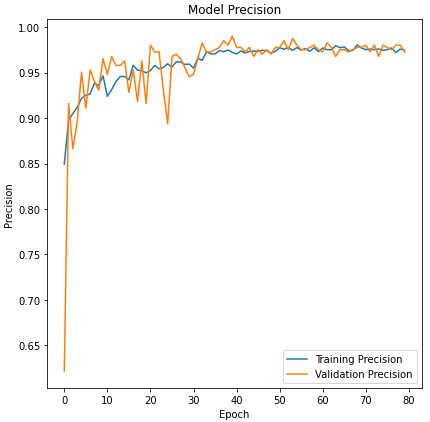 Model Precision
1.00
0.95
0.90
0.85
0.80
0.75
0.70
0.65
Precision
0 10 20 30 40 50 60 70 80
Epoch
Training Precision
Validation Precision